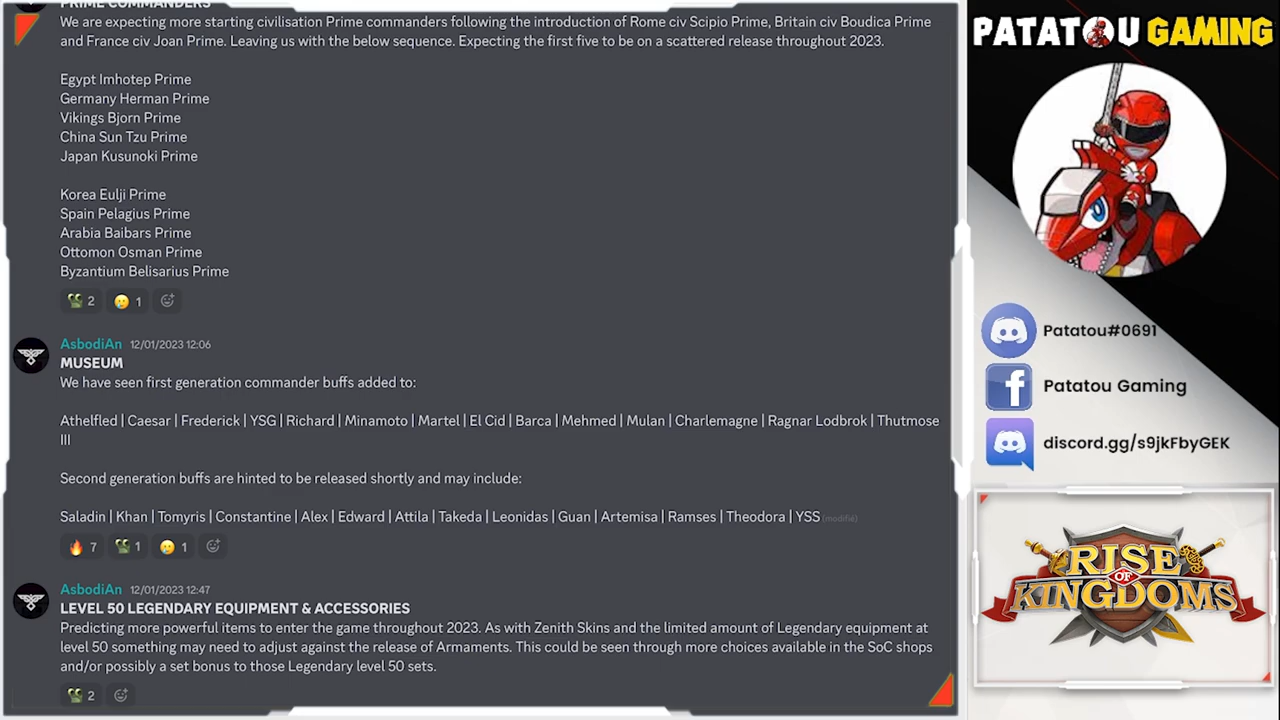 PRIME COMMANDERS
We are expecting more starting civilisation Prime commanders following the introduction of Rome civ Scipio Prime, Britain civ Boudica Prime
and France civ Joan Prime. Leaving us with the below sequence. Expecting the first five to be on a scattered release throughout 2023.
Egypt Imhotep Prime
Germany Herman Prime
Vikings Bjorn Prime
China Sun Tzu Prime
Japan Kusunoki Prime
Korea Eulji Prime
Spain Pelagius Prime
Arabia Baibars Prime
Ottomon Osman Prime
Byzantium Belisarius Prime
2 1
AsbodiAn 12/01/2023 12:06
MUSEUM
We have seen first generation commander buffs added to:
Athelfled | Caesar | Frederick | YSG | Richard | Minamoto | Martel | El Cid | Barca | Mehmed | Mulan | Charlemagne | Ragnar Lodbrok | Thutmose
III
Second generation buffs are hinted to be released shortly and may include:
Saladin | Khan | Tomyris | Constantine | Alex | Edward | Attila | Takeda | Leonidas | Guan | Artemisa | Ramses | Theodora | YSS (modifié)
7 1 1
AsbodiAn 12/01/2023 12:47
LEVEL 50 LEGENDARY EQUIPMENT & ACCESSORIES
Predicting more powerful items to enter the game throughout 2023. As with Zenith Skins and the limited amount of Legendary equipment at
level 50 something may need to adjust against the release of Armaments. This could be seen through more choices available in the SoC shops
and/or possibly a set bonus to those Legendary level 50 sets.
2
PATATOU GAMING
Patatou#0691
Patatou Gaming
discord.gg/s9jkFbyGEK
RISE
OF
KINGDOMS